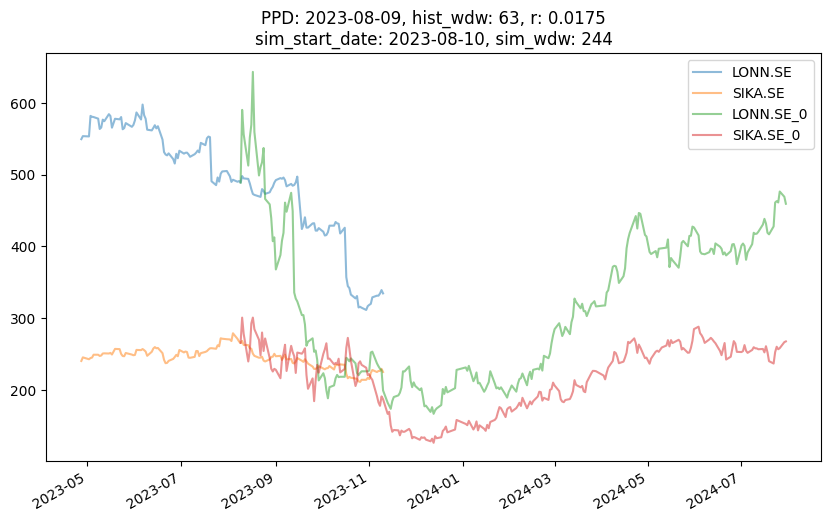 PPD: 2023-08-09, hist_wdw: 63, r: 0.0175
sim_start_date: 2023-08-10, sim_wdw: 244
LONN.SE
SIKA.SE
LONN.SE_0
SIKA.SE_0
600
500
400
300
200
2023-05
2023-07
2023-09
2023-11
2024-01
2024-03
2024-05
2024-07